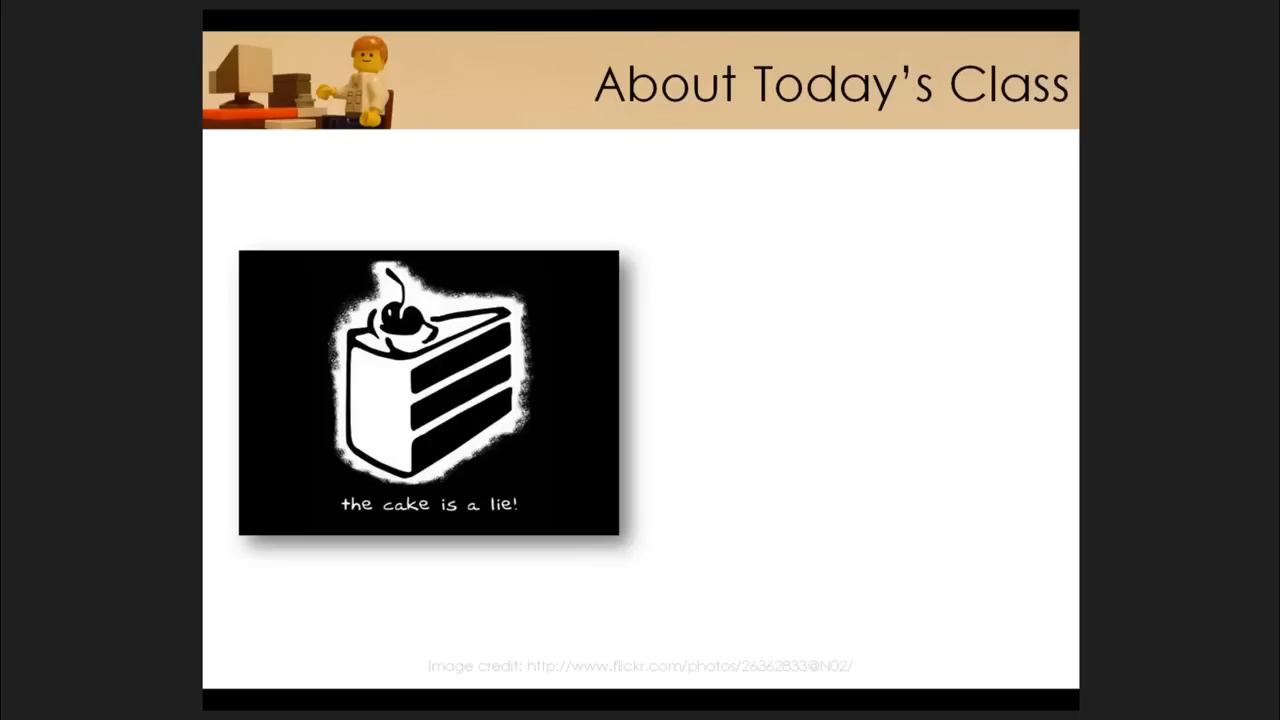 About Today's Class
the cake is a lie!
Image credit: http://www.flickr.com/photos/26362833@N02/